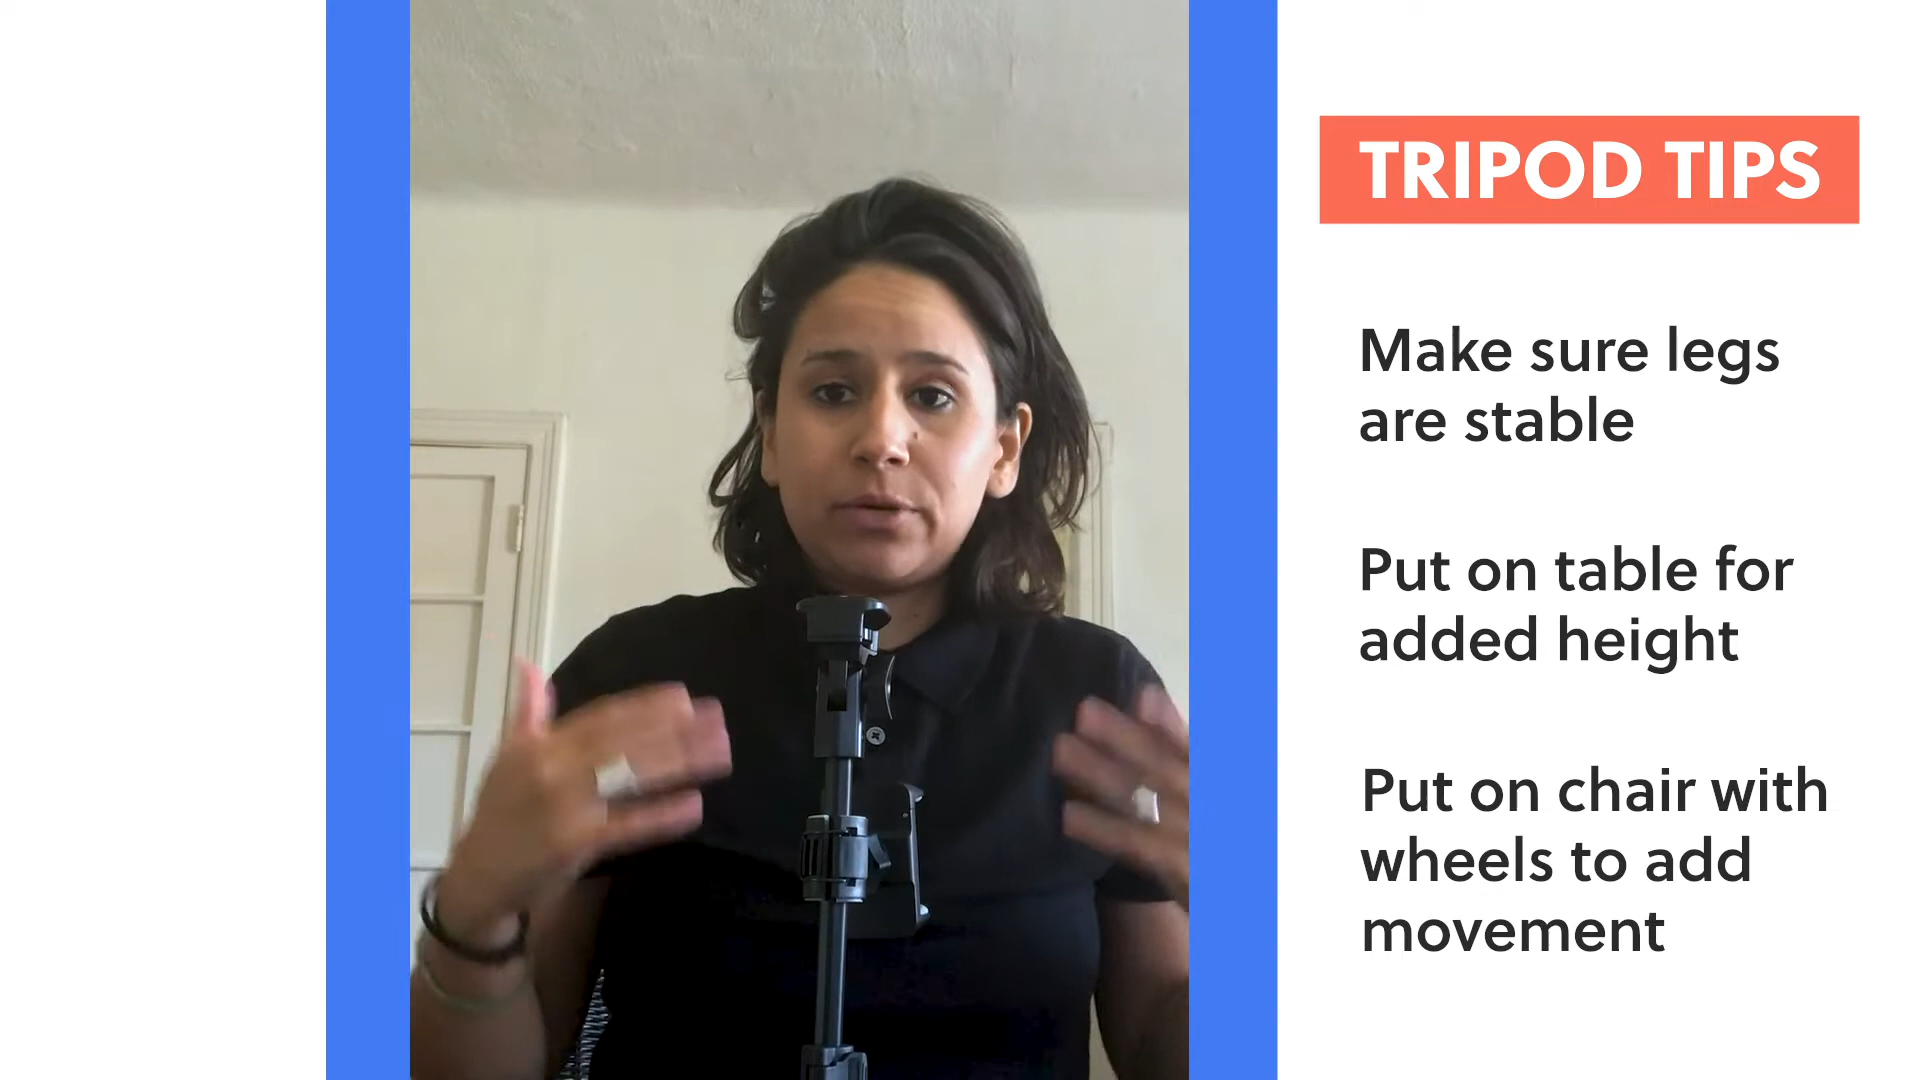 TRIPOD TIPS
Make sure legs
are stable
Put on table for
added height
Put on chair with
wheels to add
movement